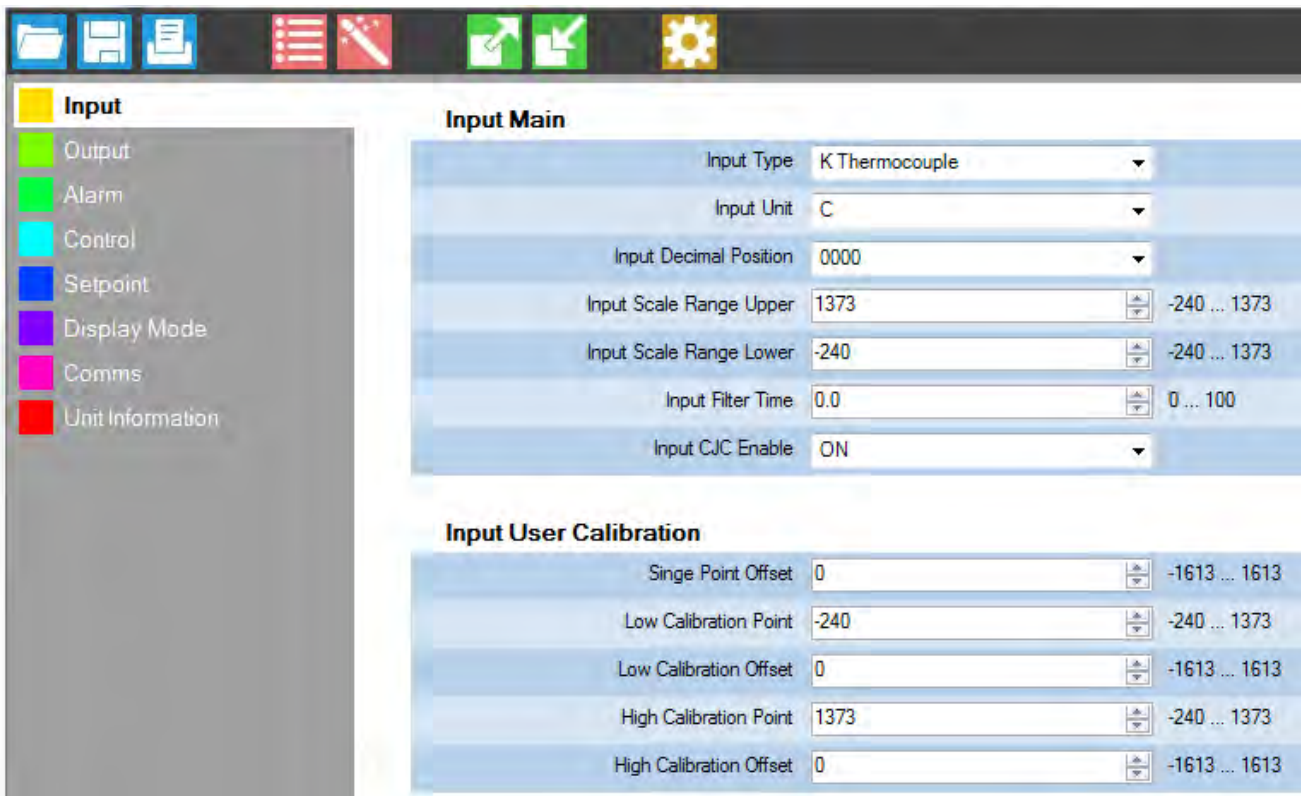 Input
Output
Alarm
Control
Setpoint
Display Mode
Comms
Unit Information
Input Main
Input Type K Thermocouple
Input Unit C
Input Decimal Position 0000
Input Scale Range Upper 1373 -240 ... 1373
Input Scale Range Lower -240 -240 ... 1373
Input Filter Time 0.0 0 ... 100
Input CJC Enable ON
Input User Calibration
Singe Point Offset 0 -1613 ... 1613
Low Calibration Point -240 -240 ... 1373
Low Calibration Offset 0 -1613 ... 1613
High Calibration Point 1373 -240 ... 1373
High Calibration Offset 0 -1613 ... 1613